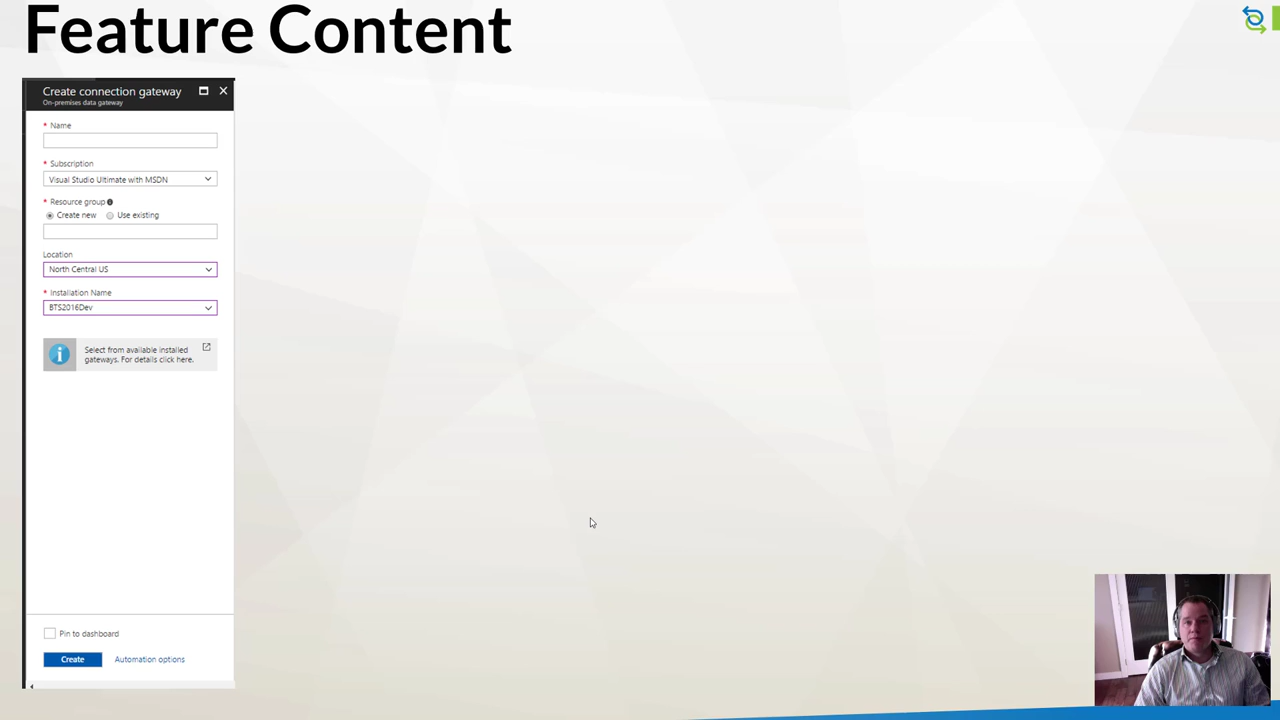 Feature Content
Create connection gateway
On-premises data gateway
* Name
* Subscription
Visual Studio Ultimate with MSDN
* Resource group
Create new Use existing
Location
North Central US
* Installation Name
BTS2016Dev
Select from available installed
gateways. For details click here.
Pin to dashboard
Create Automation options